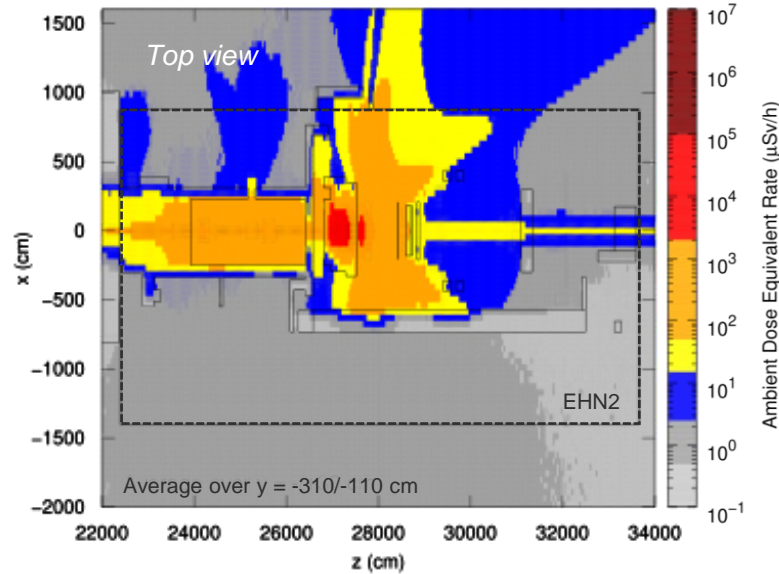 Top view
1500
1000
500
0
−500
−1000
−1500
−2000
x (cm)
EHN2
Average over y = -310/-110 cm
22000 24000 26000 28000 30000 32000 34000
z (cm)
10⁷
10⁶
10⁵
10⁴
10³
10²
10¹
10⁰
10⁻¹
Ambient Dose Equivalent Rate (μSv/h)